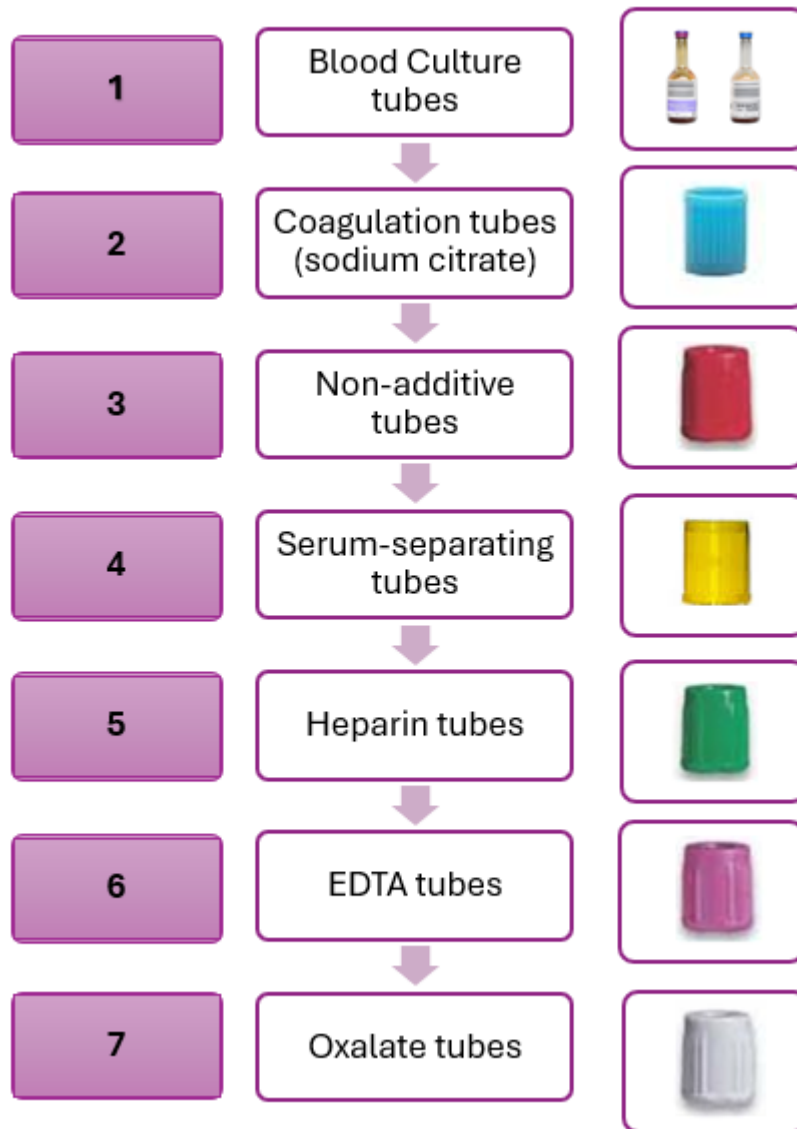 1
Blood Culture
tubes
2
Coagulation tubes
(sodium citrate)
3
Non-additive
tubes
4
Serum-separating
tubes
5
Heparin tubes
6
EDTA tubes
7
Oxalate tubes